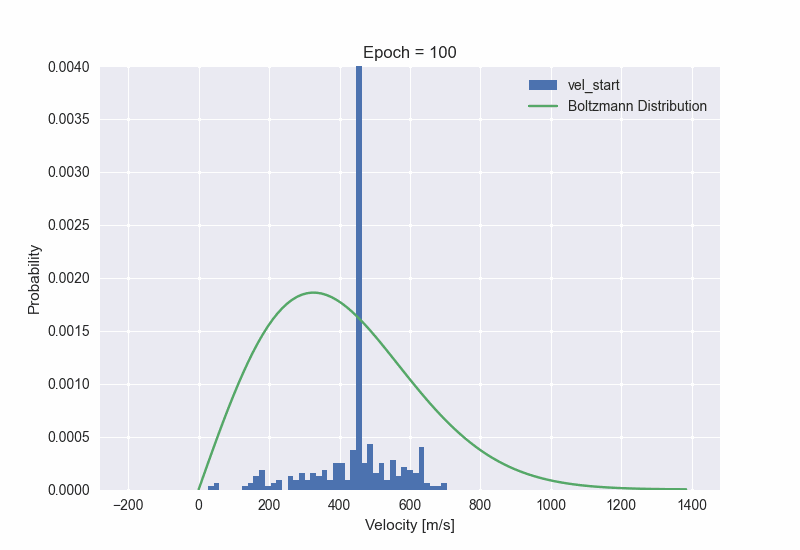 Epoch = 100
vel_start
Boltzmann Distribution
0.0040
0.0035
0.0030
0.0025
0.0020
0.0015
0.0010
0.0005
0.0000
Probability
−200 0 200 400 600 800 1000 1200 1400
Velocity [m/s]